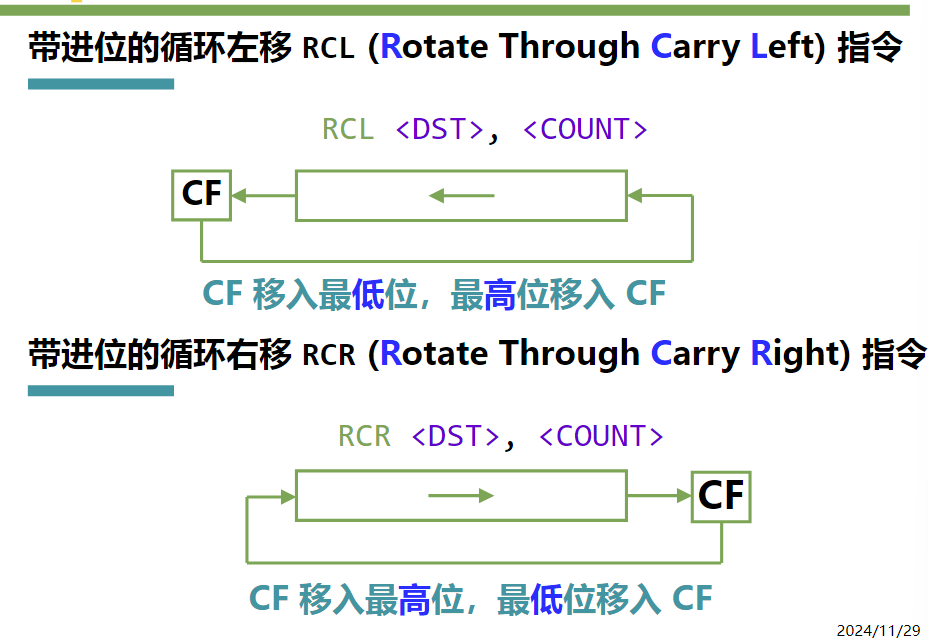 带进位的循环左移 RCL (Rotate Through Carry Left) 指令
RCL <DST>, <COUNT>
CF
CF 移入最低位，最高位移入 CF
带进位的循环右移 RCR (Rotate Through Carry Right) 指令
RCR <DST>, <COUNT>
CF
CF 移入最高位，最低位移入 CF
2024/11/29